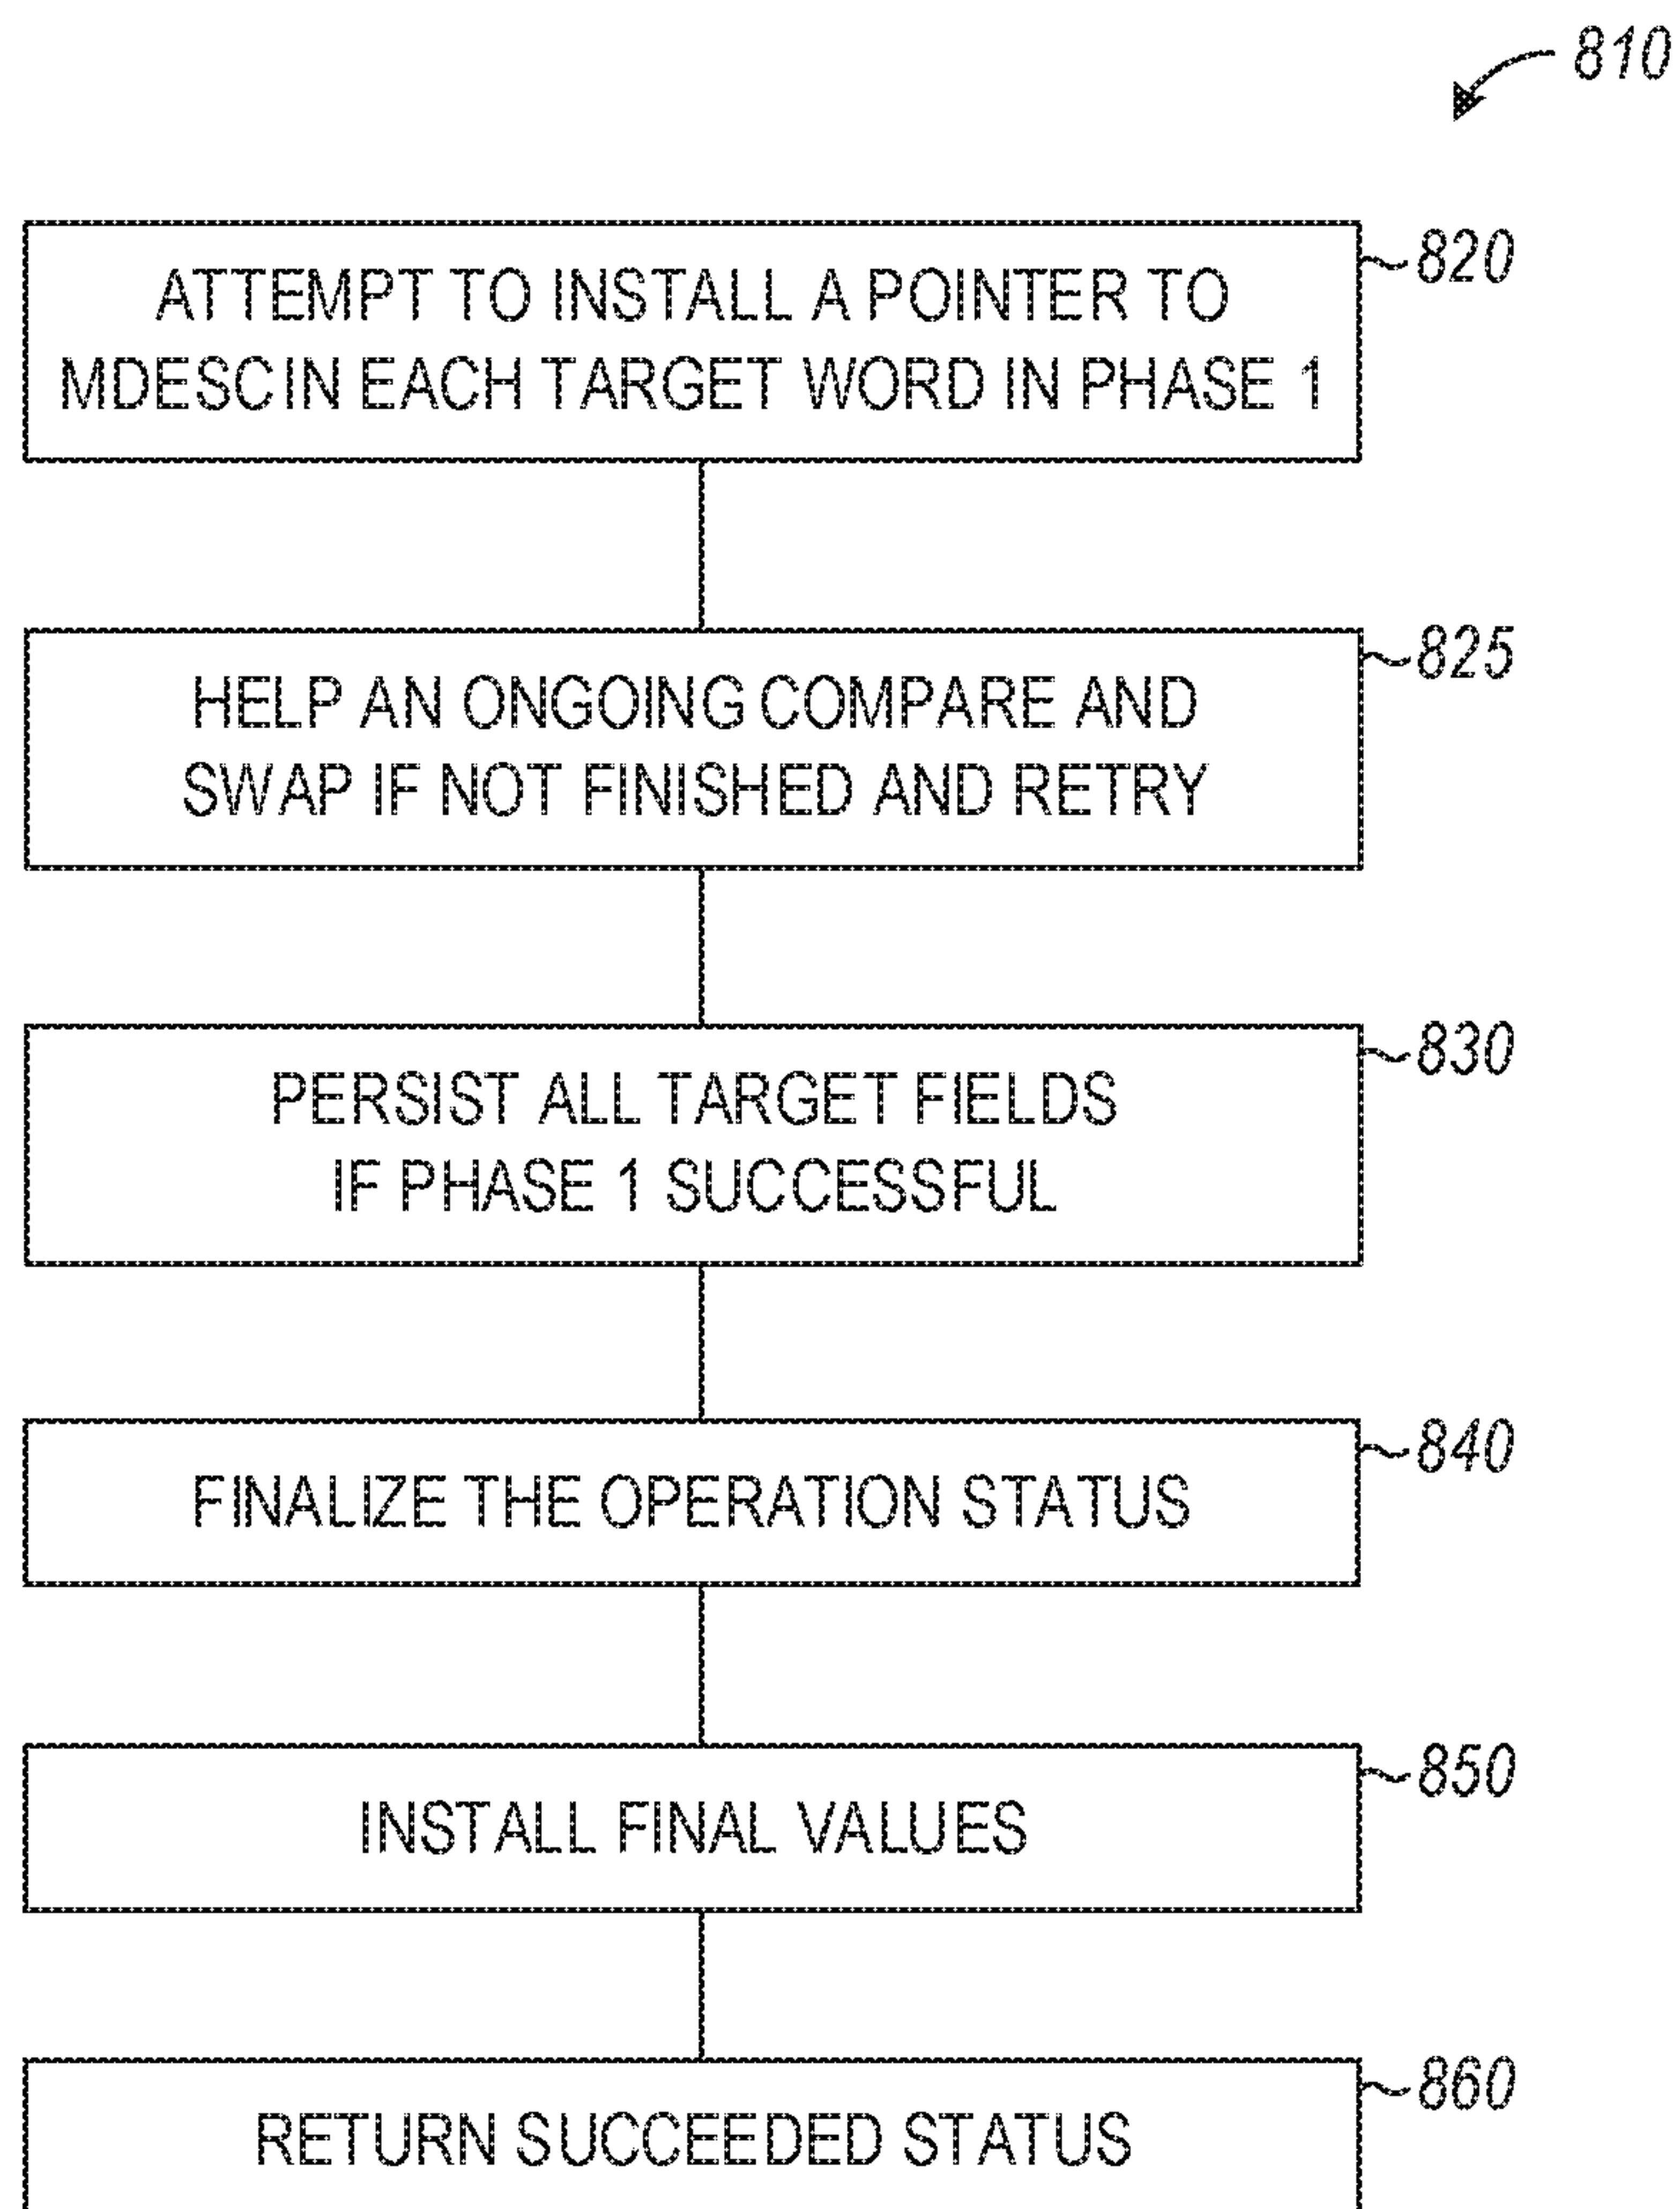 810
820
ATTEMPT TO INSTALL A POINTER TO
MDESCIN EACH TARGET WORD IN PHASE 1
825
HELP AN ONGOING COMPARE AND
SWAP IF NOT FINISHED AND RETRY
830
PERSIST ALL TARGET FIELDS
IF PHASE 1 SUCCESSFUL
840
FINALIZE THE OPERATION STATUS
850
INSTALL FINAL VALUES
860
RETURN SUCCEEDED STATUS